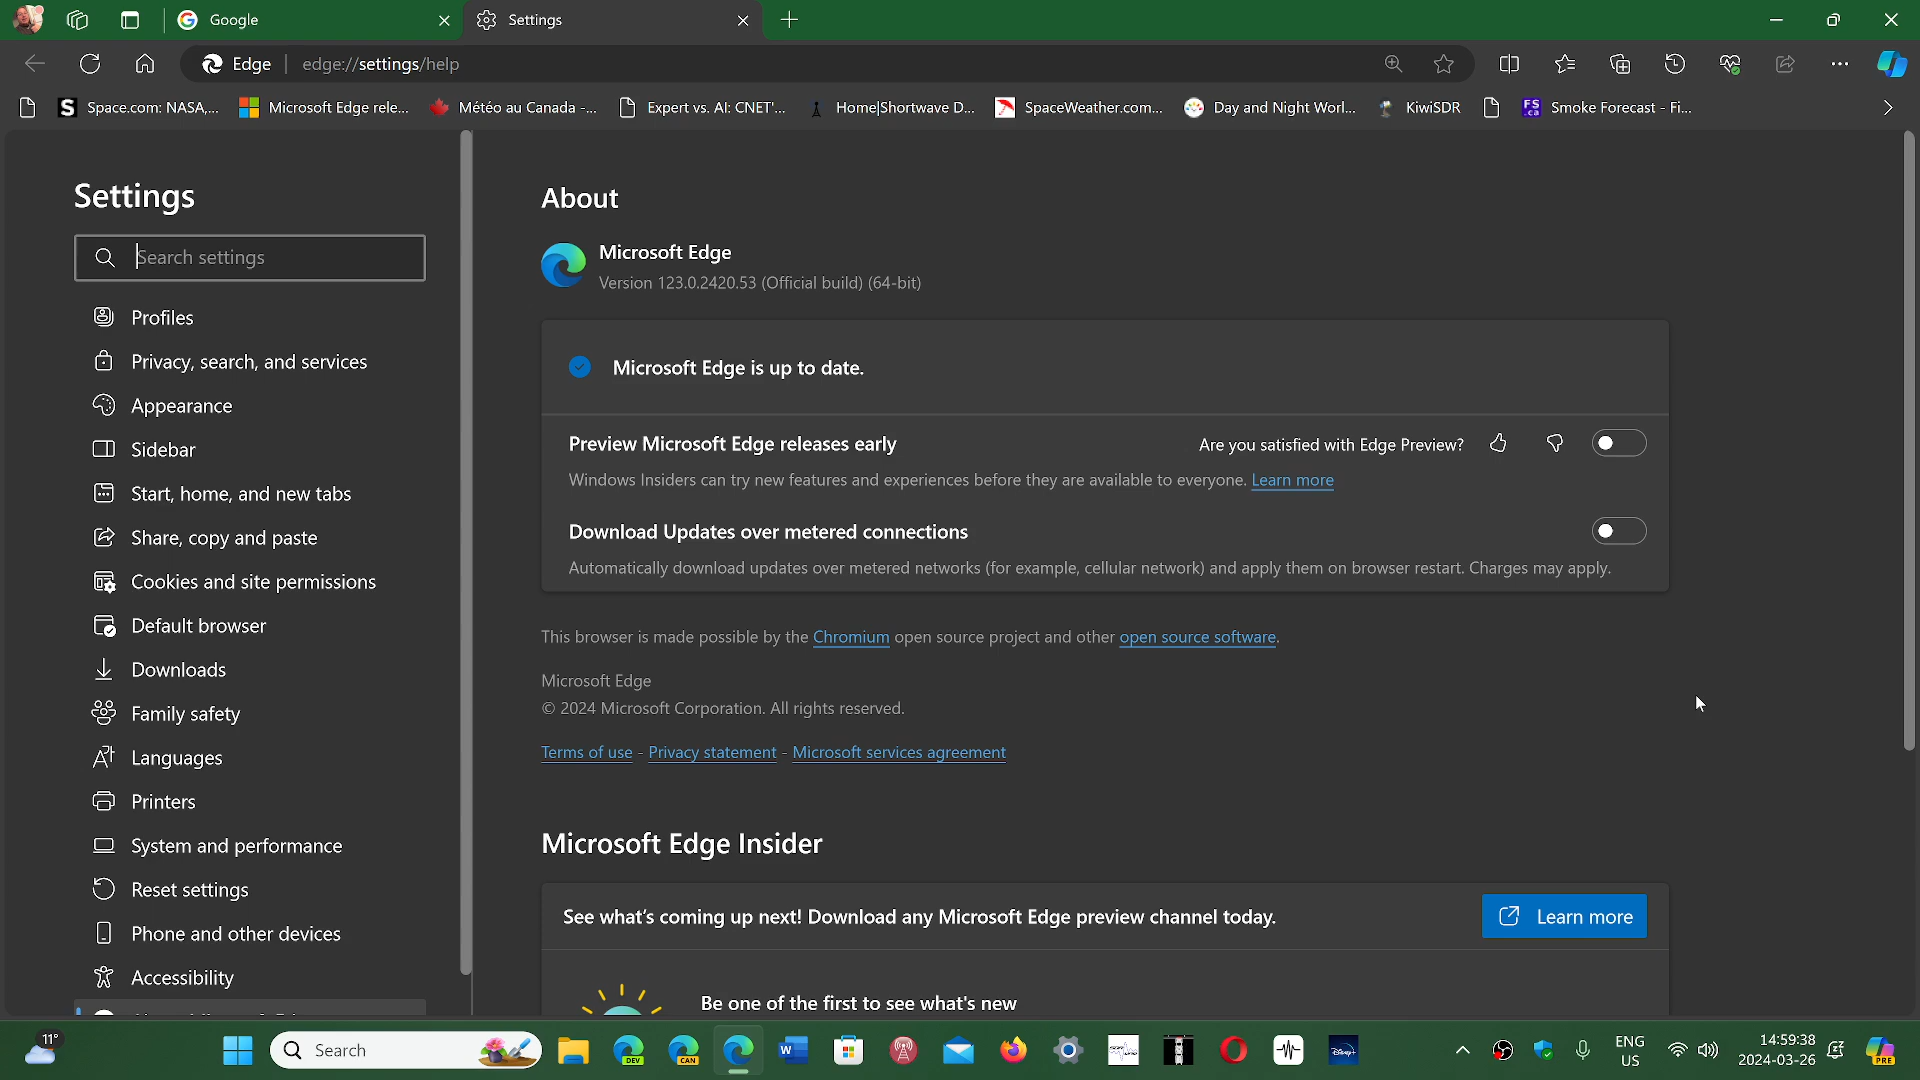 Google
Settings
Edge
edge://settings/help
Space.com: NASA,...
Microsoft Edge rele...
Météo au Canada -...
Expert vs. AI: CNET'...
Home|Shortwave D...
SpaceWeather.com...
Day and Night Worl...
KiwiSDR
FS.ca
Smoke Forecast - Fi...
Settings
Search settings
Profiles
Privacy, search, and services
Appearance
Sidebar
Start, home, and new tabs
Share, copy and paste
Cookies and site permissions
Default browser
Downloads
Family safety
Languages
Printers
System and performance
Reset settings
Phone and other devices
Accessibility
About
Microsoft Edge
Version 123.0.2420.53 (Official build) (64-bit)
Microsoft Edge is up to date.
Preview Microsoft Edge releases early
Are you satisfied with Edge Preview?
Windows Insiders can try new features and experiences before they are available to everyone. Learn more
Download Updates over metered connections
Automatically download updates over metered networks (for example, cellular network) and apply them on browser restart. Charges may apply.
This browser is made possible by the Chromium open source project and other open source software.
Microsoft Edge
© 2024 Microsoft Corporation. All rights reserved.
Terms of use - Privacy statement - Microsoft services agreement
Microsoft Edge Insider
See what's coming up next! Download any Microsoft Edge preview channel today.
Learn more
Be one of the first to see what's new
11°
Search
DEV
CAN
Disney+
ENG
US
14:59:38
2024-03-26
PRE